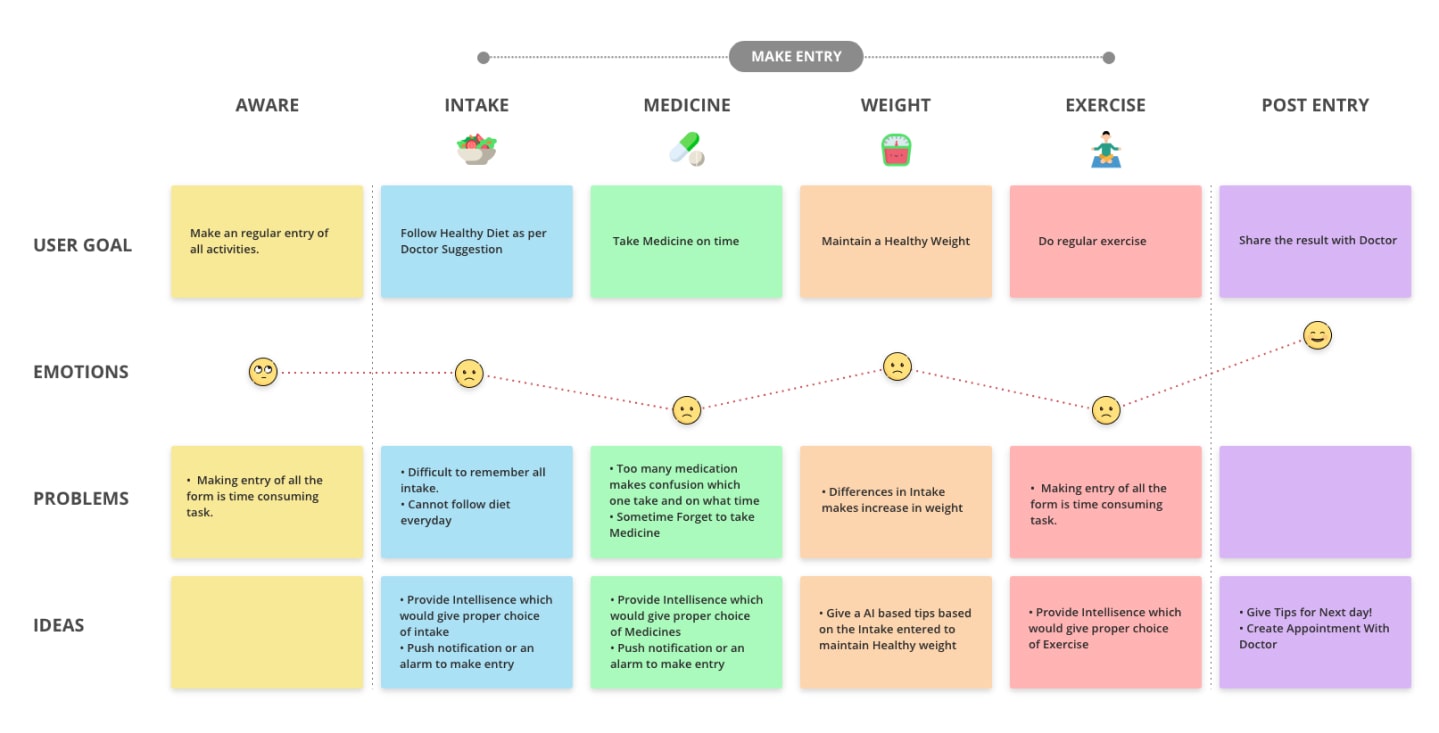 MAKE ENTRY
AWARE
INTAKE
MEDICINE
WEIGHT
EXERCISE
POST ENTRY
USER GOAL
Make an regular entry of
all activities.
Follow Healthy Diet as per
Doctor Suggestion
Take Medicine on time
Maintain a Healthy Weight
Do regular exercise
Share the result with Doctor
EMOTIONS
PROBLEMS
• Making entry of all the
form is time consuming
task.
• Difficult to remember all
intake.
• Cannot follow diet
everyday
• Too many medication
makes confusion which
one take and on what time
• Sometime Forget to take
Medicine
• Differences in Intake
makes increase in weight
• Making entry of all the
form is time consuming
task.
IDEAS
• Provide Intellisence which
would give proper choice
of intake
• Push notification or an
alarm to make entry
• Provide Intellisence which
would give proper choice
of Medicines
• Push notification or an
alarm to make entry
• Give a AI based tips based
on the Intake entered to
maintain Healthy weight
• Provide Intellisence which
would give proper choice
of Exercise
• Give Tips for Next day!
• Create Appointment With
Doctor